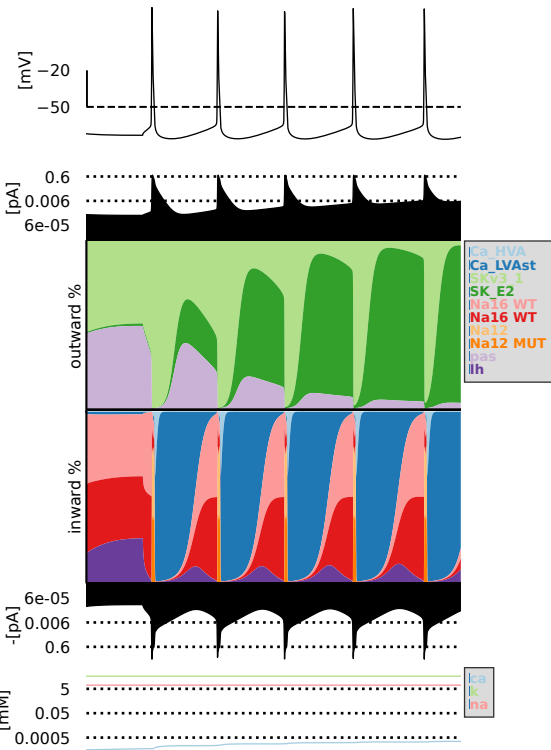 [mV]
−20
−50
[pA]
0.6
0.006
6e-05
outward %
Ca_HVA
Ca_LVAst
SKv3_1
SK_E2
Na16 WT
Na16 WT
Na12
Na12 MUT
pas
Ih
inward %
-[pA]
6e-05
0.006
0.6
[mM]
5
0.05
0.0005
ca
k
na